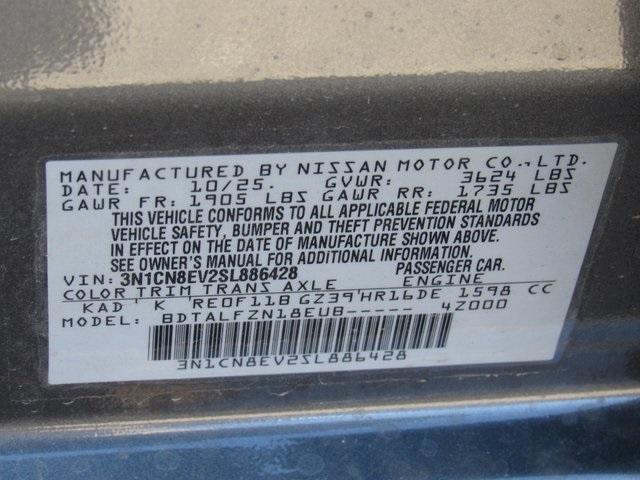 MANUFACTURED BY NISSAN MOTOR CO.,LTD.
DATE: 10/25. GVWR: 3624 LBS
GAWR FR: 1905 LBS GAWR RR: 1735 LBS
THIS VEHICLE CONFORMS TO ALL APPLICABLE FEDERAL MOTOR
VEHICLE SAFETY, BUMPER AND THEFT PREVENTION STANDARDS
IN EFFECT ON THE DATE OF MANUFACTURE SHOWN ABOVE.
SEE OWNER'S MANUAL FOR ADDITIONAL INFORMATION
VIN: 3N1CN8EV2SL886428 PASSENGER CAR.
COLOR TRIM TRANS AXLE ENGINE
KAD' K 'RE0F11B GZ39'HR16DE 1598 CC
MODEL: BDTALFZN18EUB----- 4Z000
3N1CN8EV2SL886428